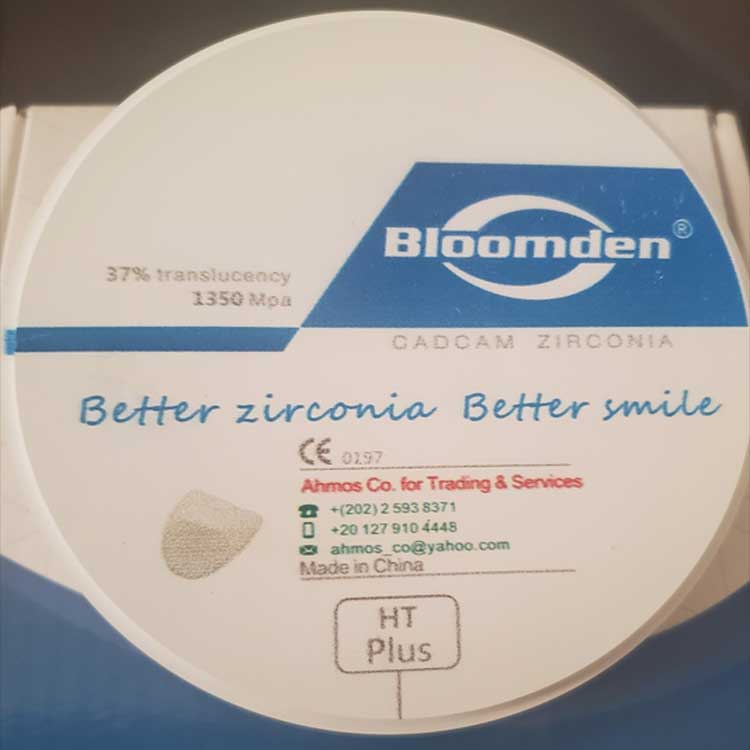 Bloomden®
37% translucency
1350 Mpa
CADCAM ZIRCONIA
Better zirconia Better smile
CE 0197
Ahmos Co. for Trading & Services
+(202) 2 593 8371
+20 127 910 4448
ahmos_co@yahoo.com
Made in China
HT
Plus